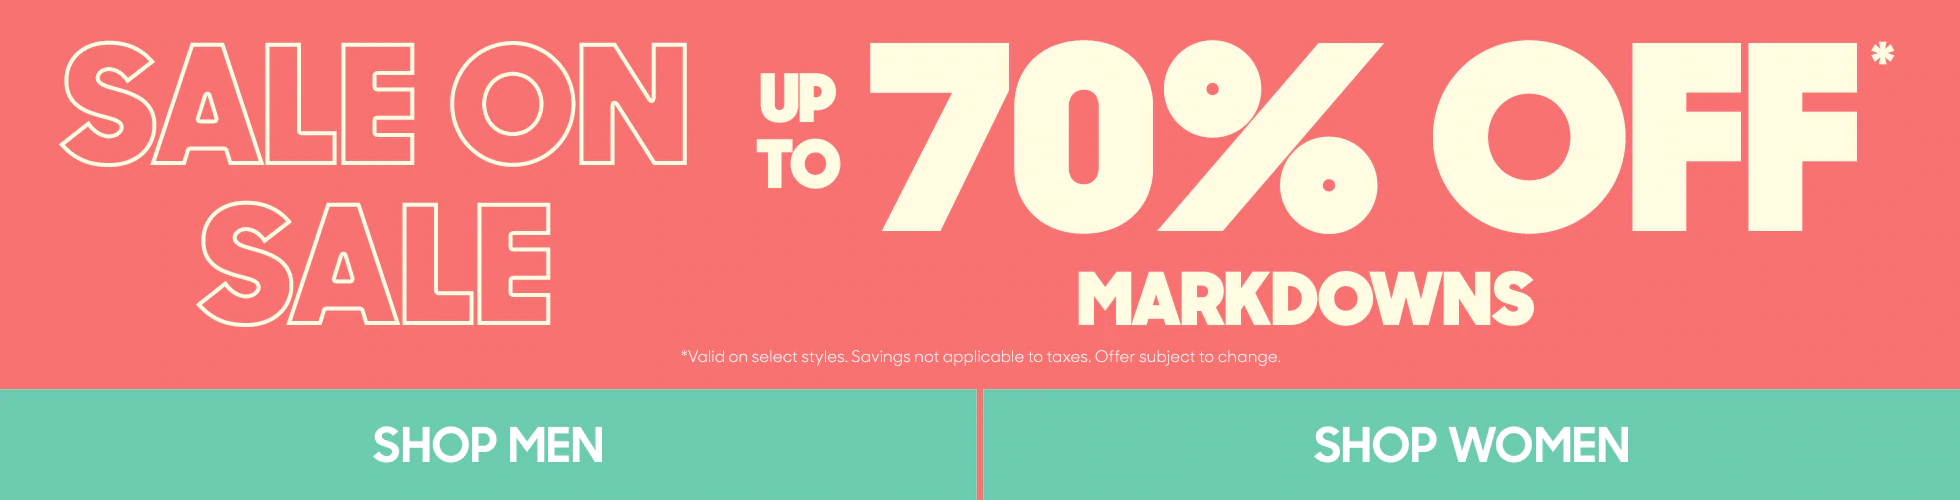 SALE ON
SALE
UP
TO
70% OFF*
MARKDOWNS
*Valid on select styles. Savings not applicable to taxes. Offer subject to change.
SHOP MEN
SHOP WOMEN